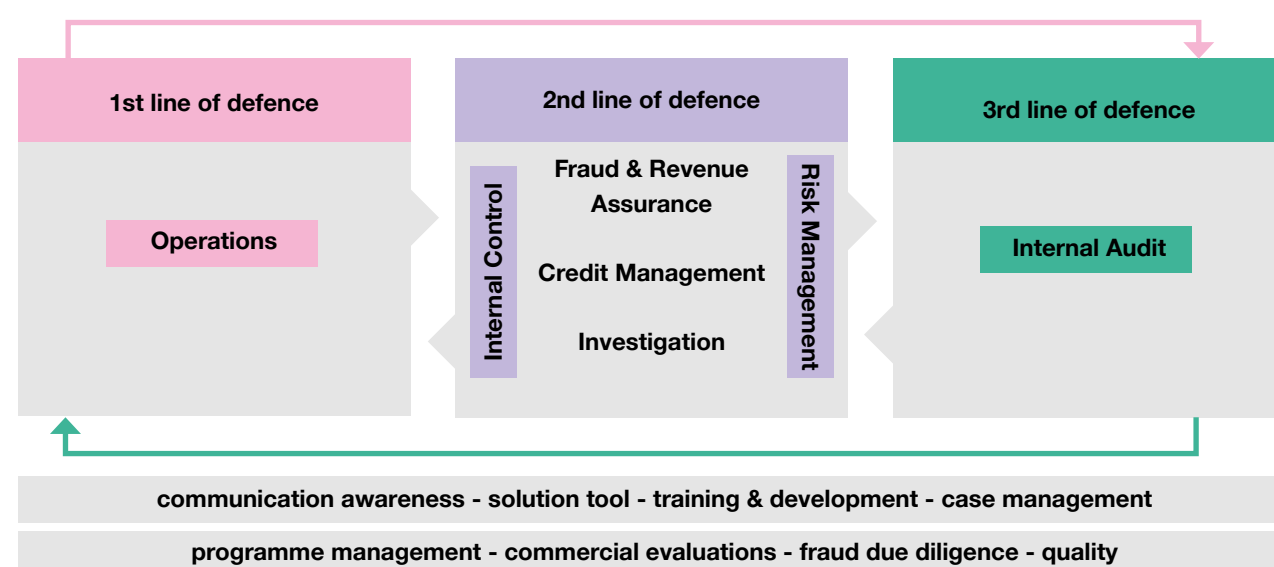 1st line of defence
2nd line of defence
3rd line of defence
Operations
Internal Control
Fraud & Revenue
Assurance
Credit Management
Investigation
Risk Management
Internal Audit
communication awareness - solution tool - training & development - case management
programme management - commercial evaluations - fraud due diligence - quality